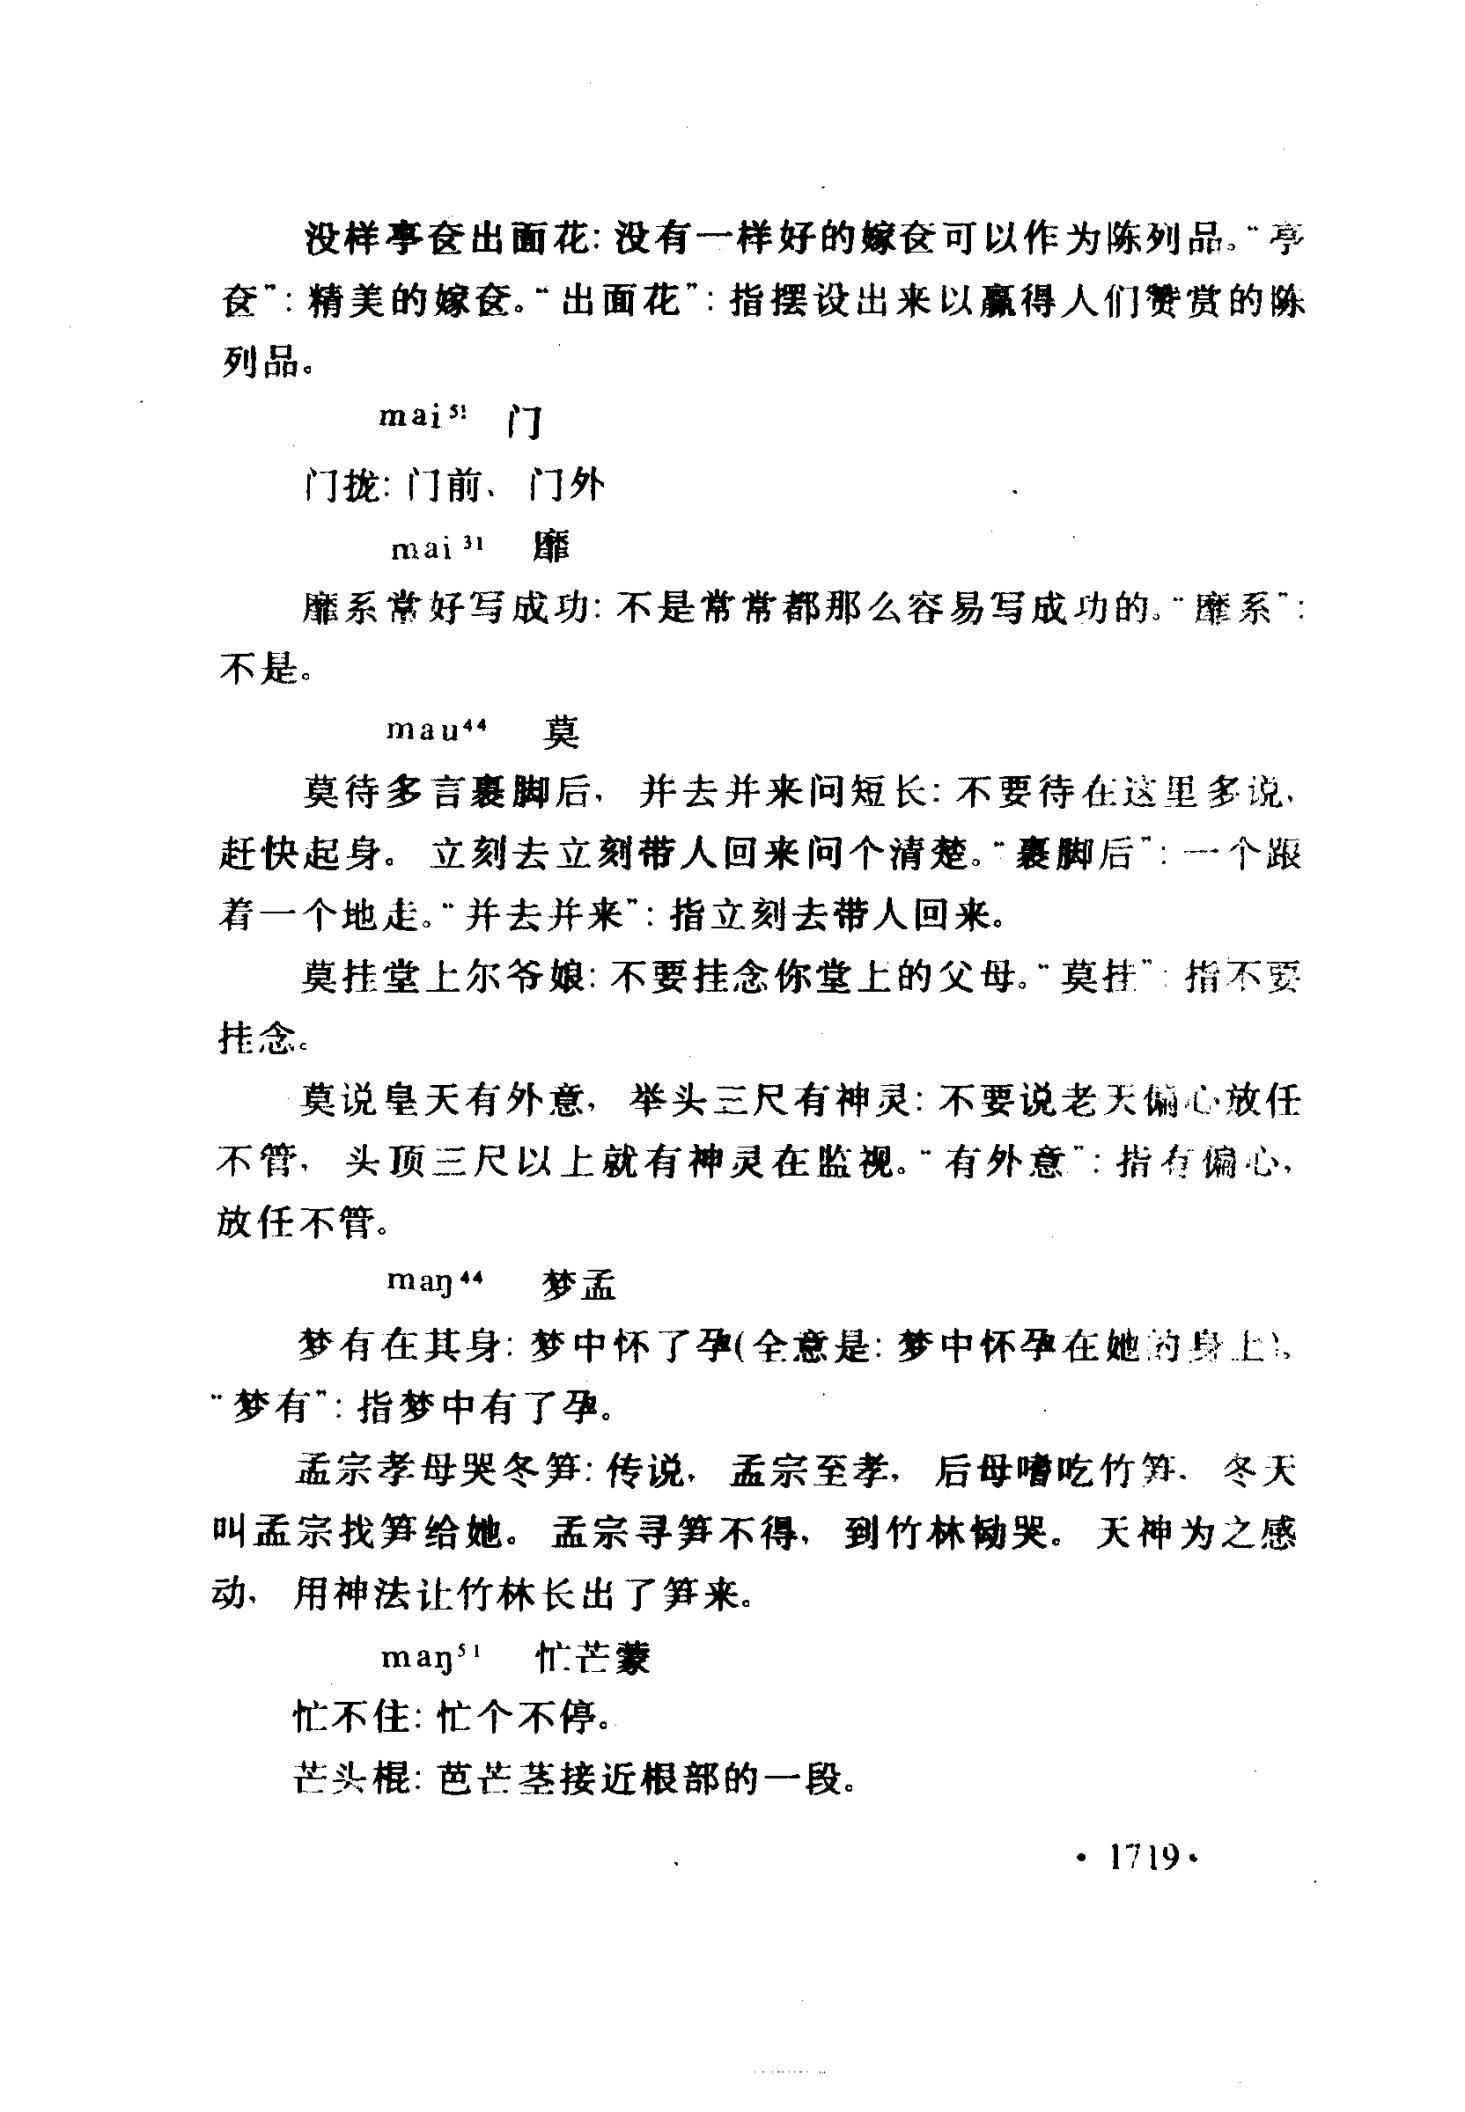 没样亭奁出面花：没有一样好的嫁奁可以作为陈列品。“亭
奁”：精美的嫁奁。“出面花”：指摆设出来以赢得人们赞赏的陈
列品。
mai⁵¹ 门
门拢：门前、门外
mai³¹ 靡
靡系常好写成功：不是常常都那么容易写成功的。“靡系”：
不是。
mau⁴⁴ 莫
莫待多言裹脚后，并去并来问短长：不要待在这里多说，
赶快起身。立刻去立刻带人回来问个清楚。“裹脚后”：一个跟
着一个地走。“并去并来”：指立刻去带人回来。
莫挂堂上尔爷娘：不要挂念你堂上的父母。“莫挂”：指不要
挂念。
莫说皇天有外意，举头三尺有神灵：不要说老天偏心放任
不管，头顶三尺以上就有神灵在监视。“有外意”：指有偏心，
放任不管。
maŋ⁴⁴ 梦孟
梦有在其身：梦中怀了孕(全意是：梦中怀孕在她的身上)。
“梦有”：指梦中有了孕。
孟宗孝母哭冬笋：传说，孟宗至孝，后母嗜吃竹笋，冬天
叫孟宗找笋给她。孟宗寻笋不得，到竹林恸哭。天神为之感
动，用神法让竹林长出了笋来。
maŋ⁵¹ 忙芒蒙
忙不住：忙个不停。
芒头棍：芭芒茎接近根部的一段。
· 1719 ·